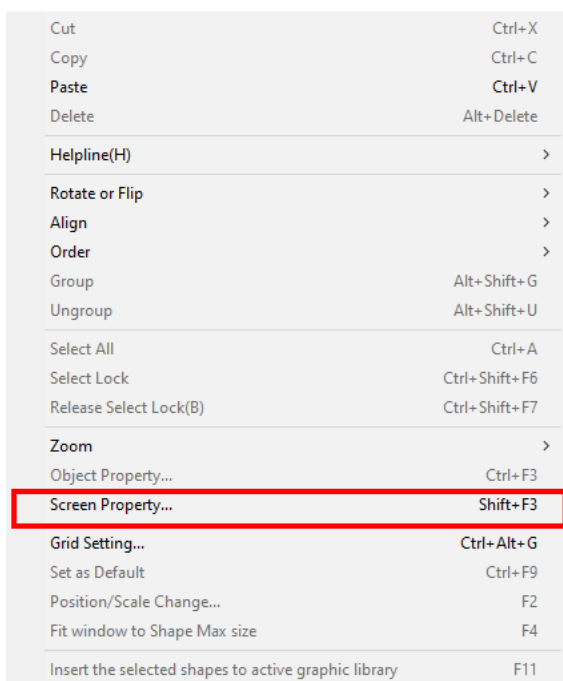 Cut Ctrl+X
Copy Ctrl+C
Paste Ctrl+V
Delete Alt+Delete
Helpline(H) >
Rotate or Flip >
Align >
Order >
Group Alt+Shift+G
Ungroup Alt+Shift+U
Select All Ctrl+A
Select Lock Ctrl+Shift+F6
Release Select Lock(B) Ctrl+Shift+F7
Zoom >
Object Property... Ctrl+F3
Screen Property... Shift+F3
Grid Setting... Ctrl+Alt+G
Set as Default Ctrl+F9
Position/Scale Change... F2
Fit window to Shape Max size F4
Insert the selected shapes to active graphic library F11